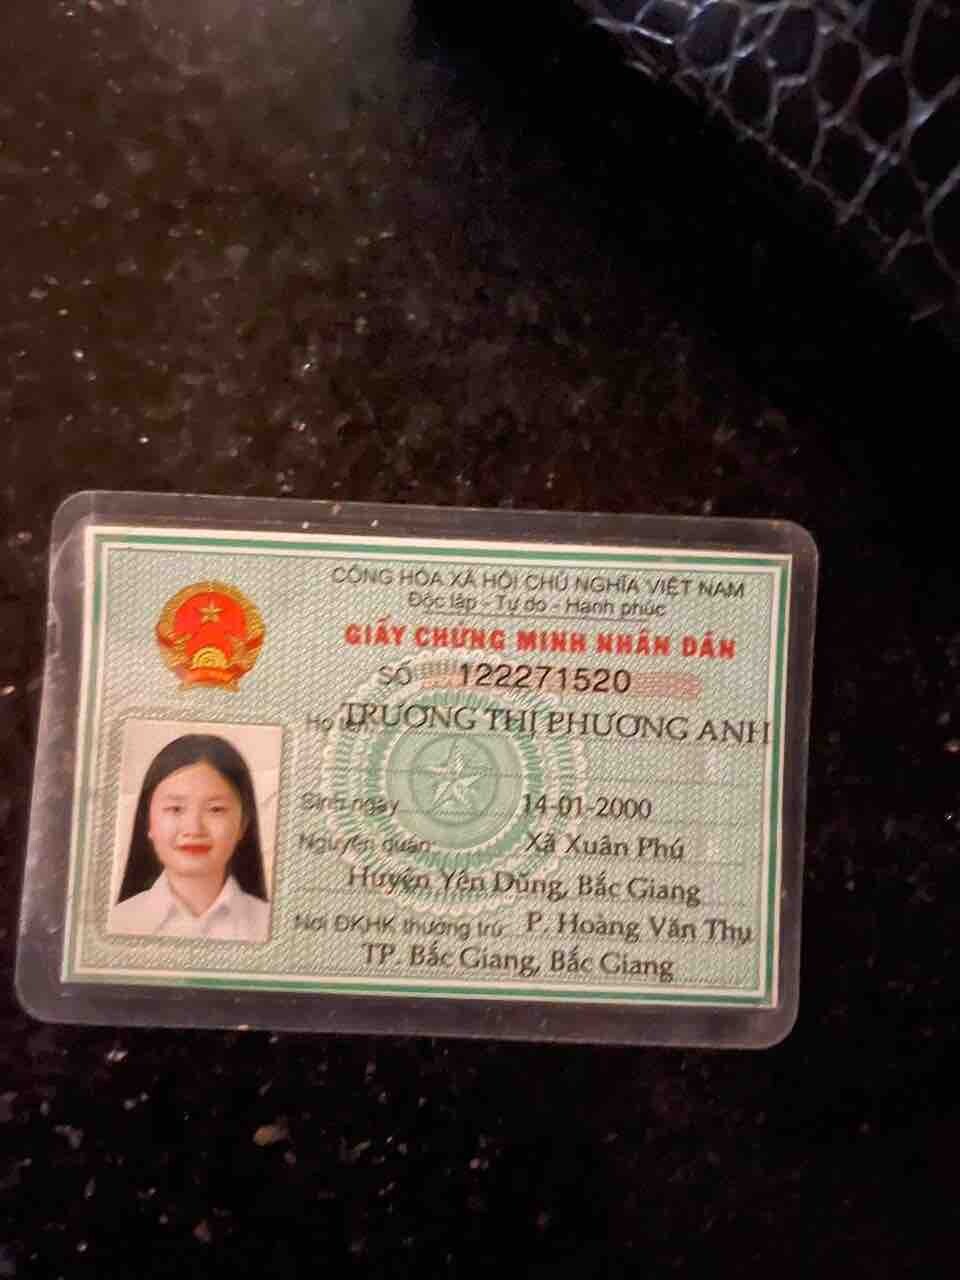 CỘNG HÒA XÃ HỘI CHỦ NGHĨA VIỆT NAM
Độc lập - Tự do - Hạnh phúc
GIẤY CHỨNG MINH NHÂN DÂN
SỐ 122271520
Họ tên: TRƯƠNG THỊ PHƯƠNG ANH
Sinh ngày 14-01-2000
Nguyên quán: Xã Xuân Phú
Huyện Yên Dũng, Bắc Giang
Nơi ĐKHK thường trú: P. Hoàng Văn Thụ
TP. Bắc Giang, Bắc Giang